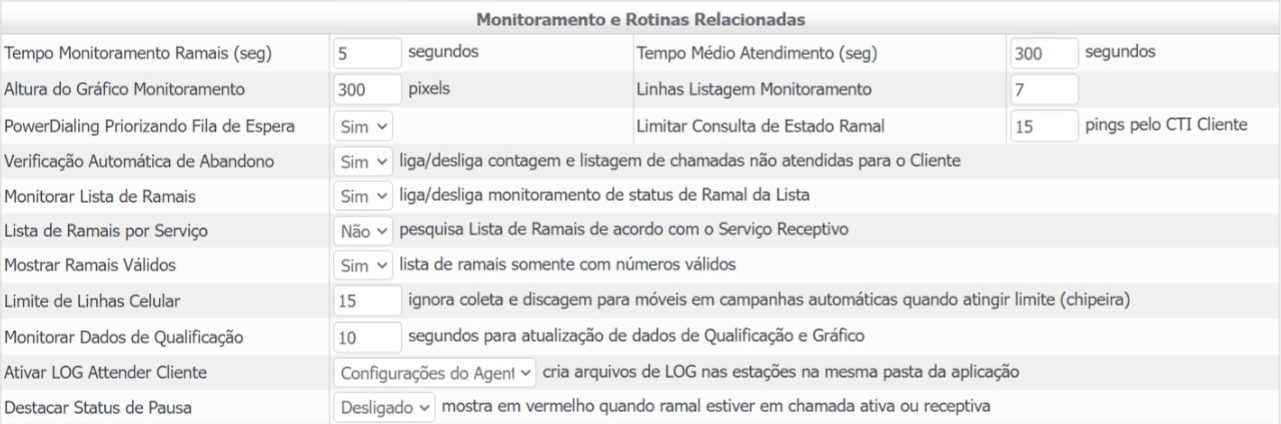 Monitoramento e Rotinas Relacionadas
Tempo Monitoramento Ramais (seg) 5 segundos Tempo Médio Atendimento (seg) 300 segundos
Altura do Gráfico Monitoramento 300 pixels Linhas Listagem Monitoramento 7
PowerDialing Priorizando Fila de Espera Sim Limitar Consulta de Estado Ramal 15 pings pelo CTI Cliente
Verificação Automática de Abandono Sim liga/desliga contagem e listagem de chamadas não atendidas para o Cliente
Monitorar Lista de Ramais Sim liga/desliga monitoramento de status de Ramal da Lista
Lista de Ramais por Serviço Não pesquisa Lista de Ramais de acordo com o Serviço Receptivo
Mostrar Ramais Válidos Sim lista de ramais somente com números válidos
Limite de Linhas Celular 15 ignora coleta e discagem para móveis em campanhas automáticas quando atingir limite (chipeira)
Monitorar Dados de Qualificação 10 segundos para atualização de dados de Qualificação e Gráfico
Ativar LOG Attender Cliente Configurações do Agent cria arquivos de LOG nas estações na mesma pasta da aplicação
Destacar Status de Pausa Desligado mostra em vermelho quando ramal estiver em chamada ativa ou receptiva